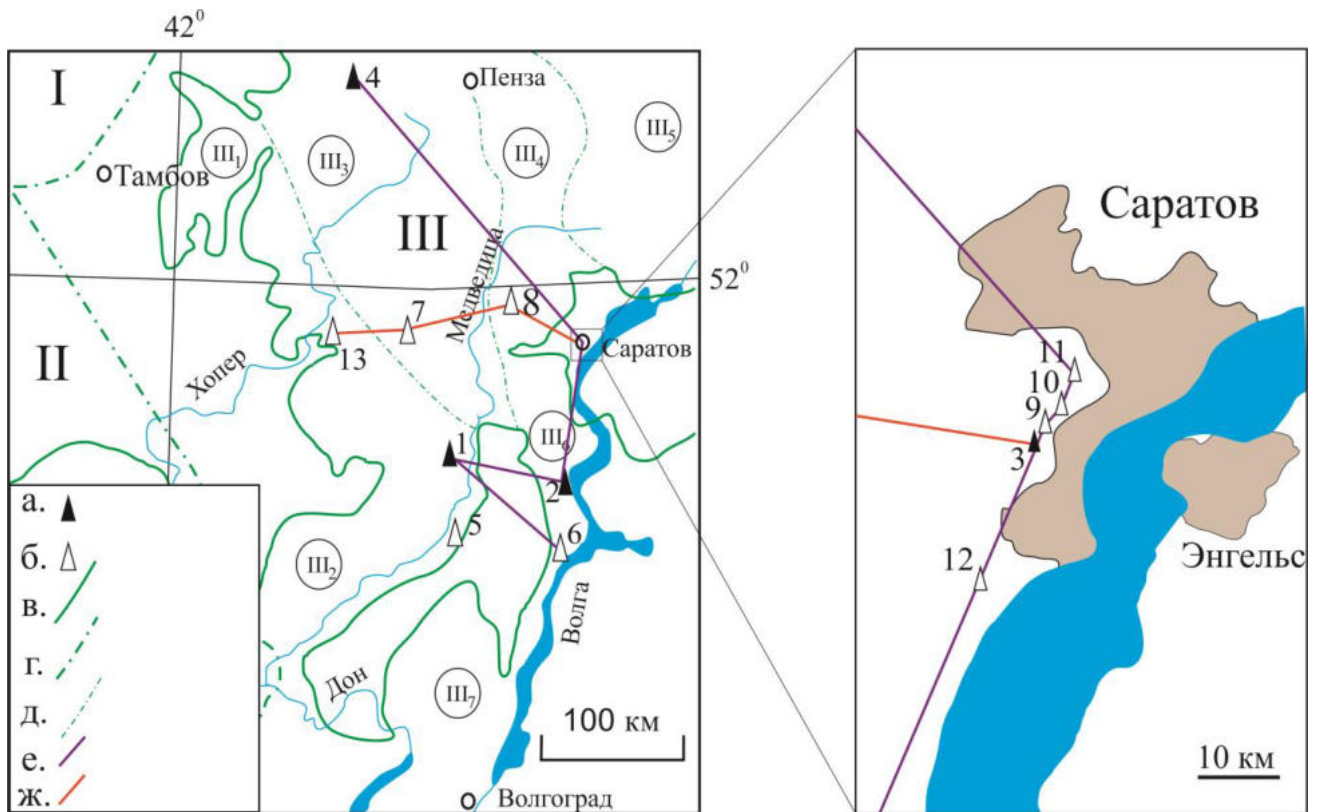 42⁰
I
4
Пенза
III₅
III₁
III₃
III₄
Тамбов
III
Медведица
52⁰
8
7
13
Саратов
II
Хопер
III₆
1
2
5
6
III₂
Волга
Дон
III₇
100 км
Волгоград
а.
б.
в.
г.
д.
е.
ж.
Саратов
11
10
9
3
Энгельс
12
10 км